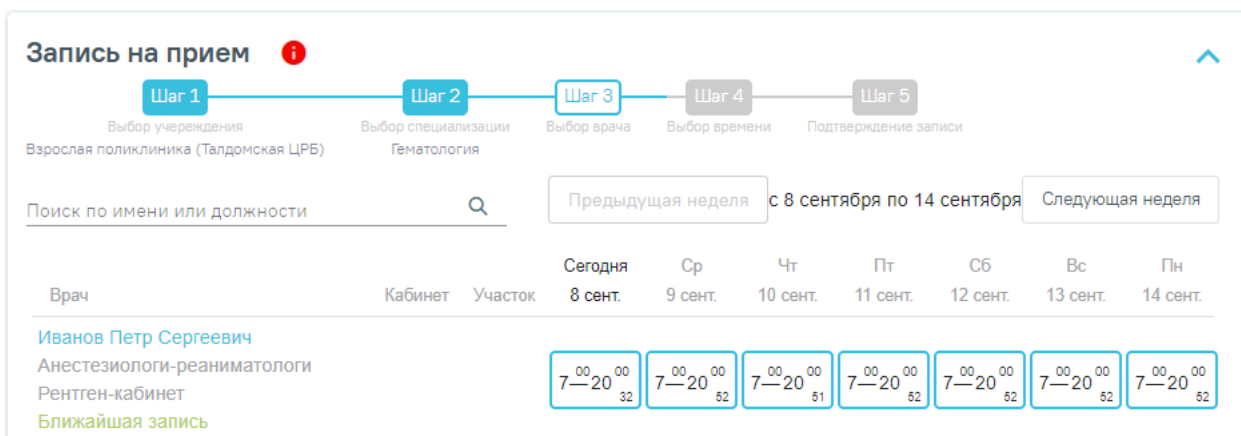 Запись на прием
Шаг 1 Шаг 2 Шаг 3 Шаг 4 Шаг 5
Выбор учереждения Выбор специализации Выбор врача Выбор времени Подтверждение записи
Взрослая поликлиника (Талдомская ЦРБ) Гематология
Поиск по имени или должности Предыдущая неделя с 8 сентября по 14 сентября Следующая неделя
Сегодня Ср Чт Пт Сб Вс Пн
Врач Кабинет Участок 8 сент. 9 сент. 10 сент. 11 сент. 12 сент. 13 сент. 14 сент.
Иванов Петр Сергеевич
Анестезиологи-реаниматологи
Рентген-кабинет
Ближайшая запись
7⁰⁰—20⁰⁰ 32 7⁰⁰—20⁰⁰ 52 7⁰⁰—20⁰⁰ 51 7⁰⁰—20⁰⁰ 52 7⁰⁰—20⁰⁰ 52 7⁰⁰—20⁰⁰ 52 7⁰⁰—20⁰⁰ 52